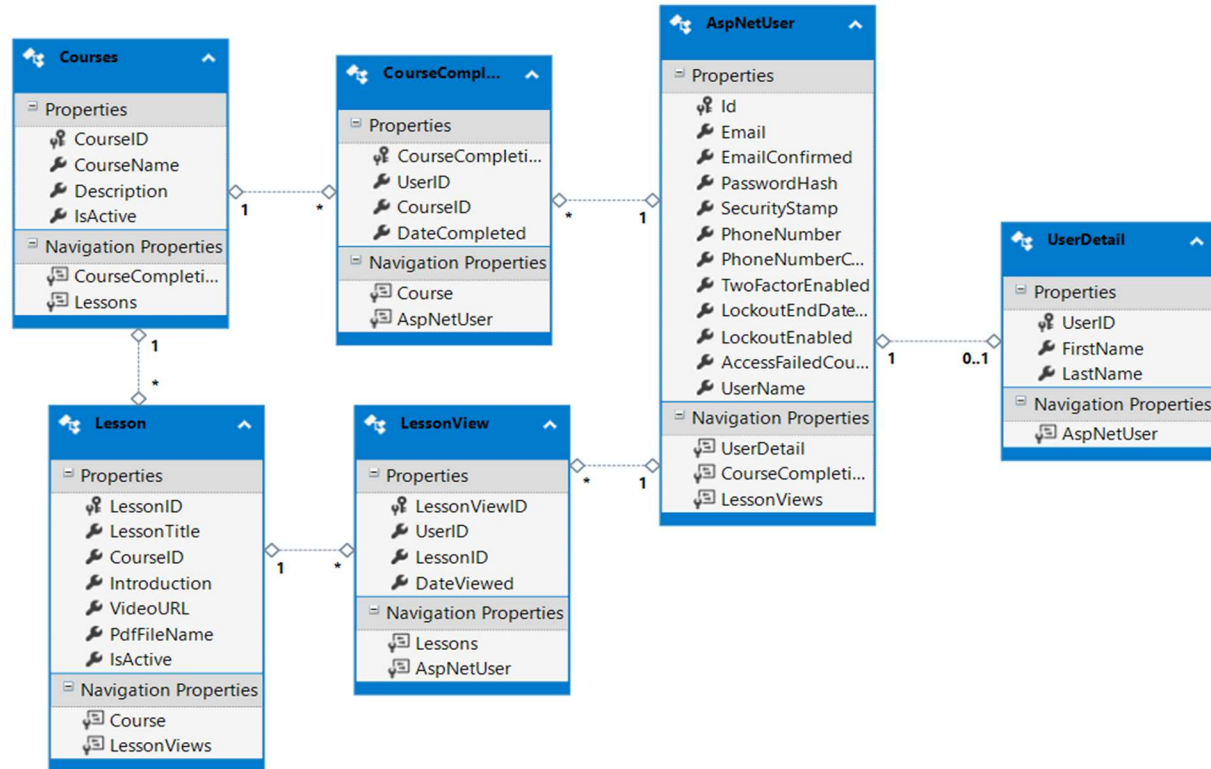 Courses
Properties
CourseID
CourseName
Description
IsActive
Navigation Properties
CourseCompleti...
Lessons
1
*
CourseCompl...
Properties
CourseCompleti...
UserID
CourseID
DateCompleted
Navigation Properties
Course
AspNetUser
*
1
AspNetUser
Properties
Id
Email
EmailConfirmed
PasswordHash
SecurityStamp
PhoneNumber
PhoneNumberC...
TwoFactorEnabled
LockoutEndDate...
LockoutEnabled
AccessFailedCou...
UserName
Navigation Properties
UserDetail
CourseCompleti...
LessonViews
1
0..1
UserDetail
Properties
UserID
FirstName
LastName
Navigation Properties
AspNetUser
1
*
Lesson
Properties
LessonID
LessonTitle
CourseID
Introduction
VideoURL
PdfFileName
IsActive
Navigation Properties
Course
LessonViews
1
*
LessonView
Properties
LessonViewID
UserID
LessonID
DateViewed
Navigation Properties
Lessons
AspNetUser
*
1